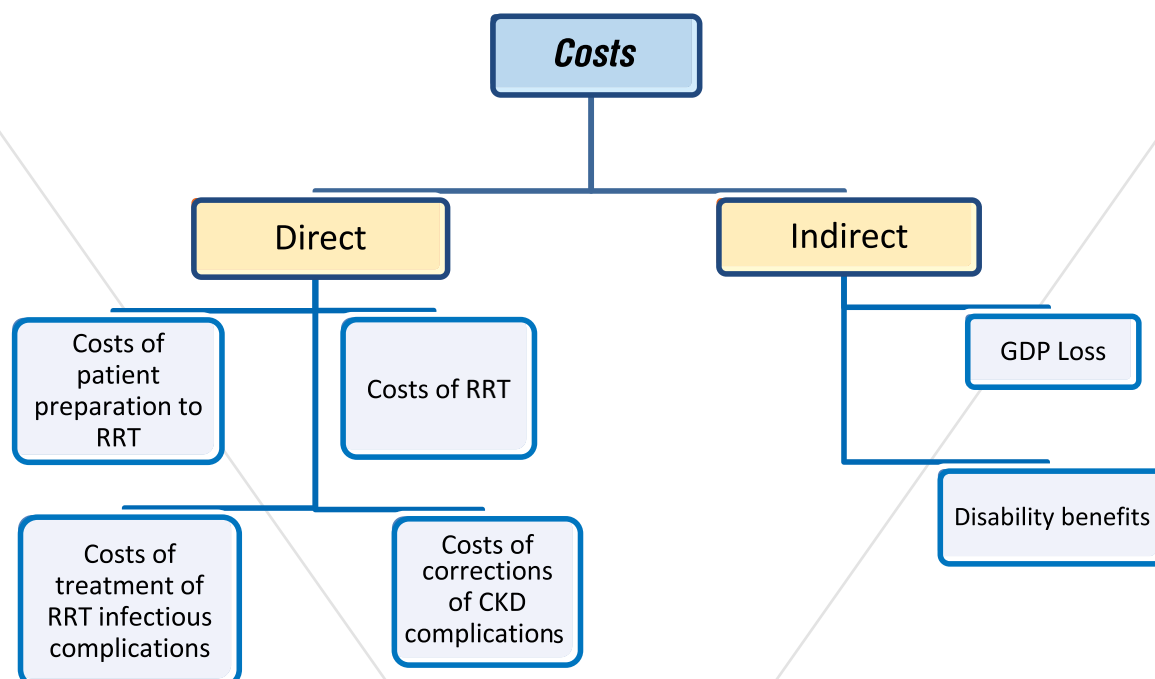 Costs
Direct
Indirect
Costs of
patient
preparation to
RRT
Costs of RRT
GDP Loss
Costs of
treatment of
RRT infectious
complications
Costs of
corrections
of CKD
complications
Disability benefits